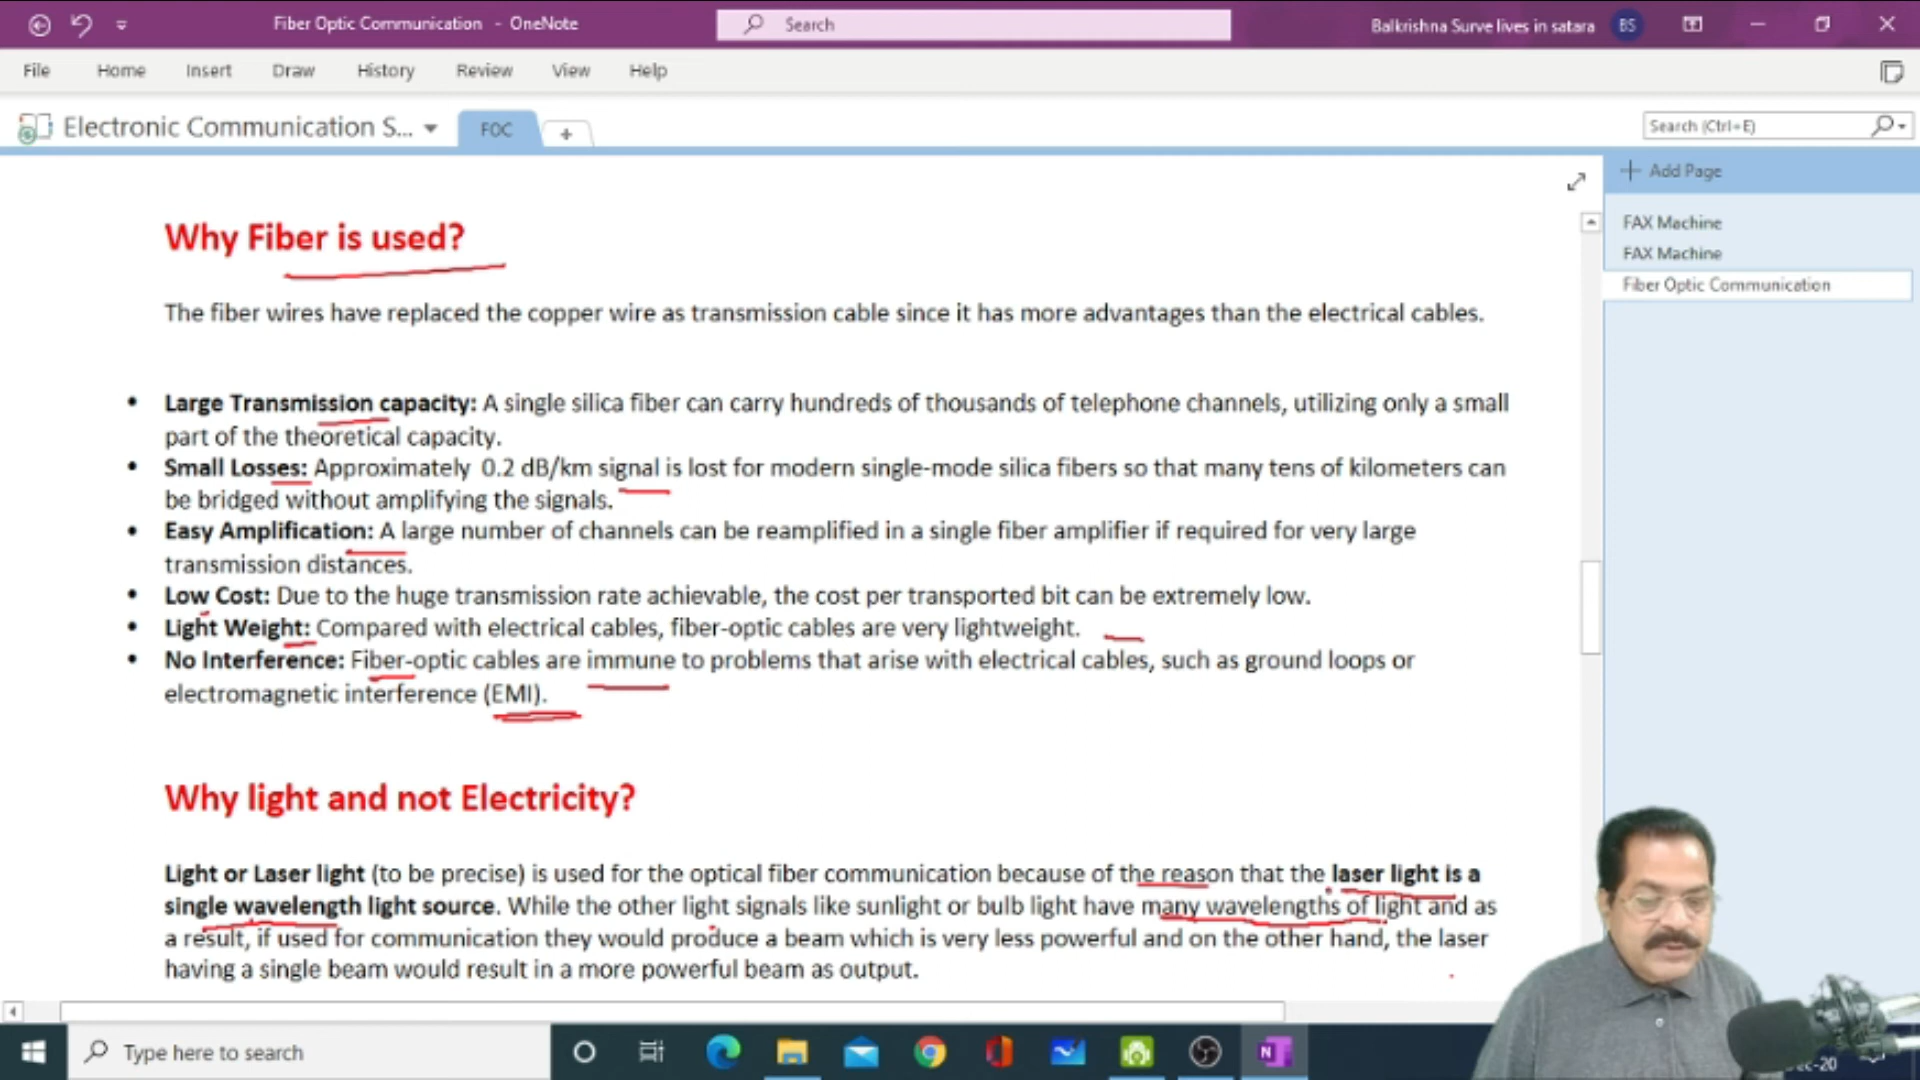 Fiber Optic Communication - OneNote
Search
Balkrishna Surve lives in satara
BS
File Home Insert Draw History Review View Help
Electronic Communication S...
FOC
Search (Ctrl+E)
Add Page
FAX Machine
FAX Machine
Fiber Optic Communication
Why Fiber is used?
The fiber wires have replaced the copper wire as transmission cable since it has more advantages than the electrical cables.
• Large Transmission capacity: A single silica fiber can carry hundreds of thousands of telephone channels, utilizing only a small
part of the theoretical capacity.
• Small Losses: Approximately 0.2 dB/km signal is lost for modern single-mode silica fibers so that many tens of kilometers can
be bridged without amplifying the signals.
• Easy Amplification: A large number of channels can be reamplified in a single fiber amplifier if required for very large
transmission distances.
• Low Cost: Due to the huge transmission rate achievable, the cost per transported bit can be extremely low.
• Light Weight: Compared with electrical cables, fiber-optic cables are very lightweight.
• No Interference: Fiber-optic cables are immune to problems that arise with electrical cables, such as ground loops or
electromagnetic interference (EMI).
Why light and not Electricity?
Light or Laser light (to be precise) is used for the optical fiber communication because of the reason that the laser light is a
single wavelength light source. While the other light signals like sunlight or bulb light have many wavelengths of light and as
a result, if used for communication they would produce a beam which is very less powerful and on the other hand, the laser
having a single beam would result in a more powerful beam as output.
Type here to search